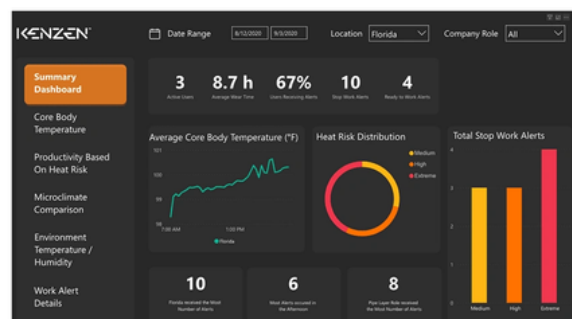 KENZEN
Date Range
8/12/2020
9/3/2020
Location
Florida
Company Role
All
Summary
Dashboard
Core Body
Temperature
Productivity Based
On Heat Risk
Microclimate
Comparison
Environment
Temperature /
Humidity
Work Alert
Details
3
Active Users
8.7 h
Average Wear Time
67%
Users Receiving Alerts
10
Stop Work Alerts
4
Ready to Work Alerts
Average Core Body Temperature (°F)
101
100
99
98
7:08 AM
1:00 PM
Florida
Heat Risk Distribution
Medium
High
Extreme
Total Stop Work Alerts
4
3
2
1
0
Medium
High
Extreme
10
Florida received the Most
Number of Alerts
6
Most Alerts occured in
the Afternoon
8
Pipe Layer Role received
the Most Number of Alerts